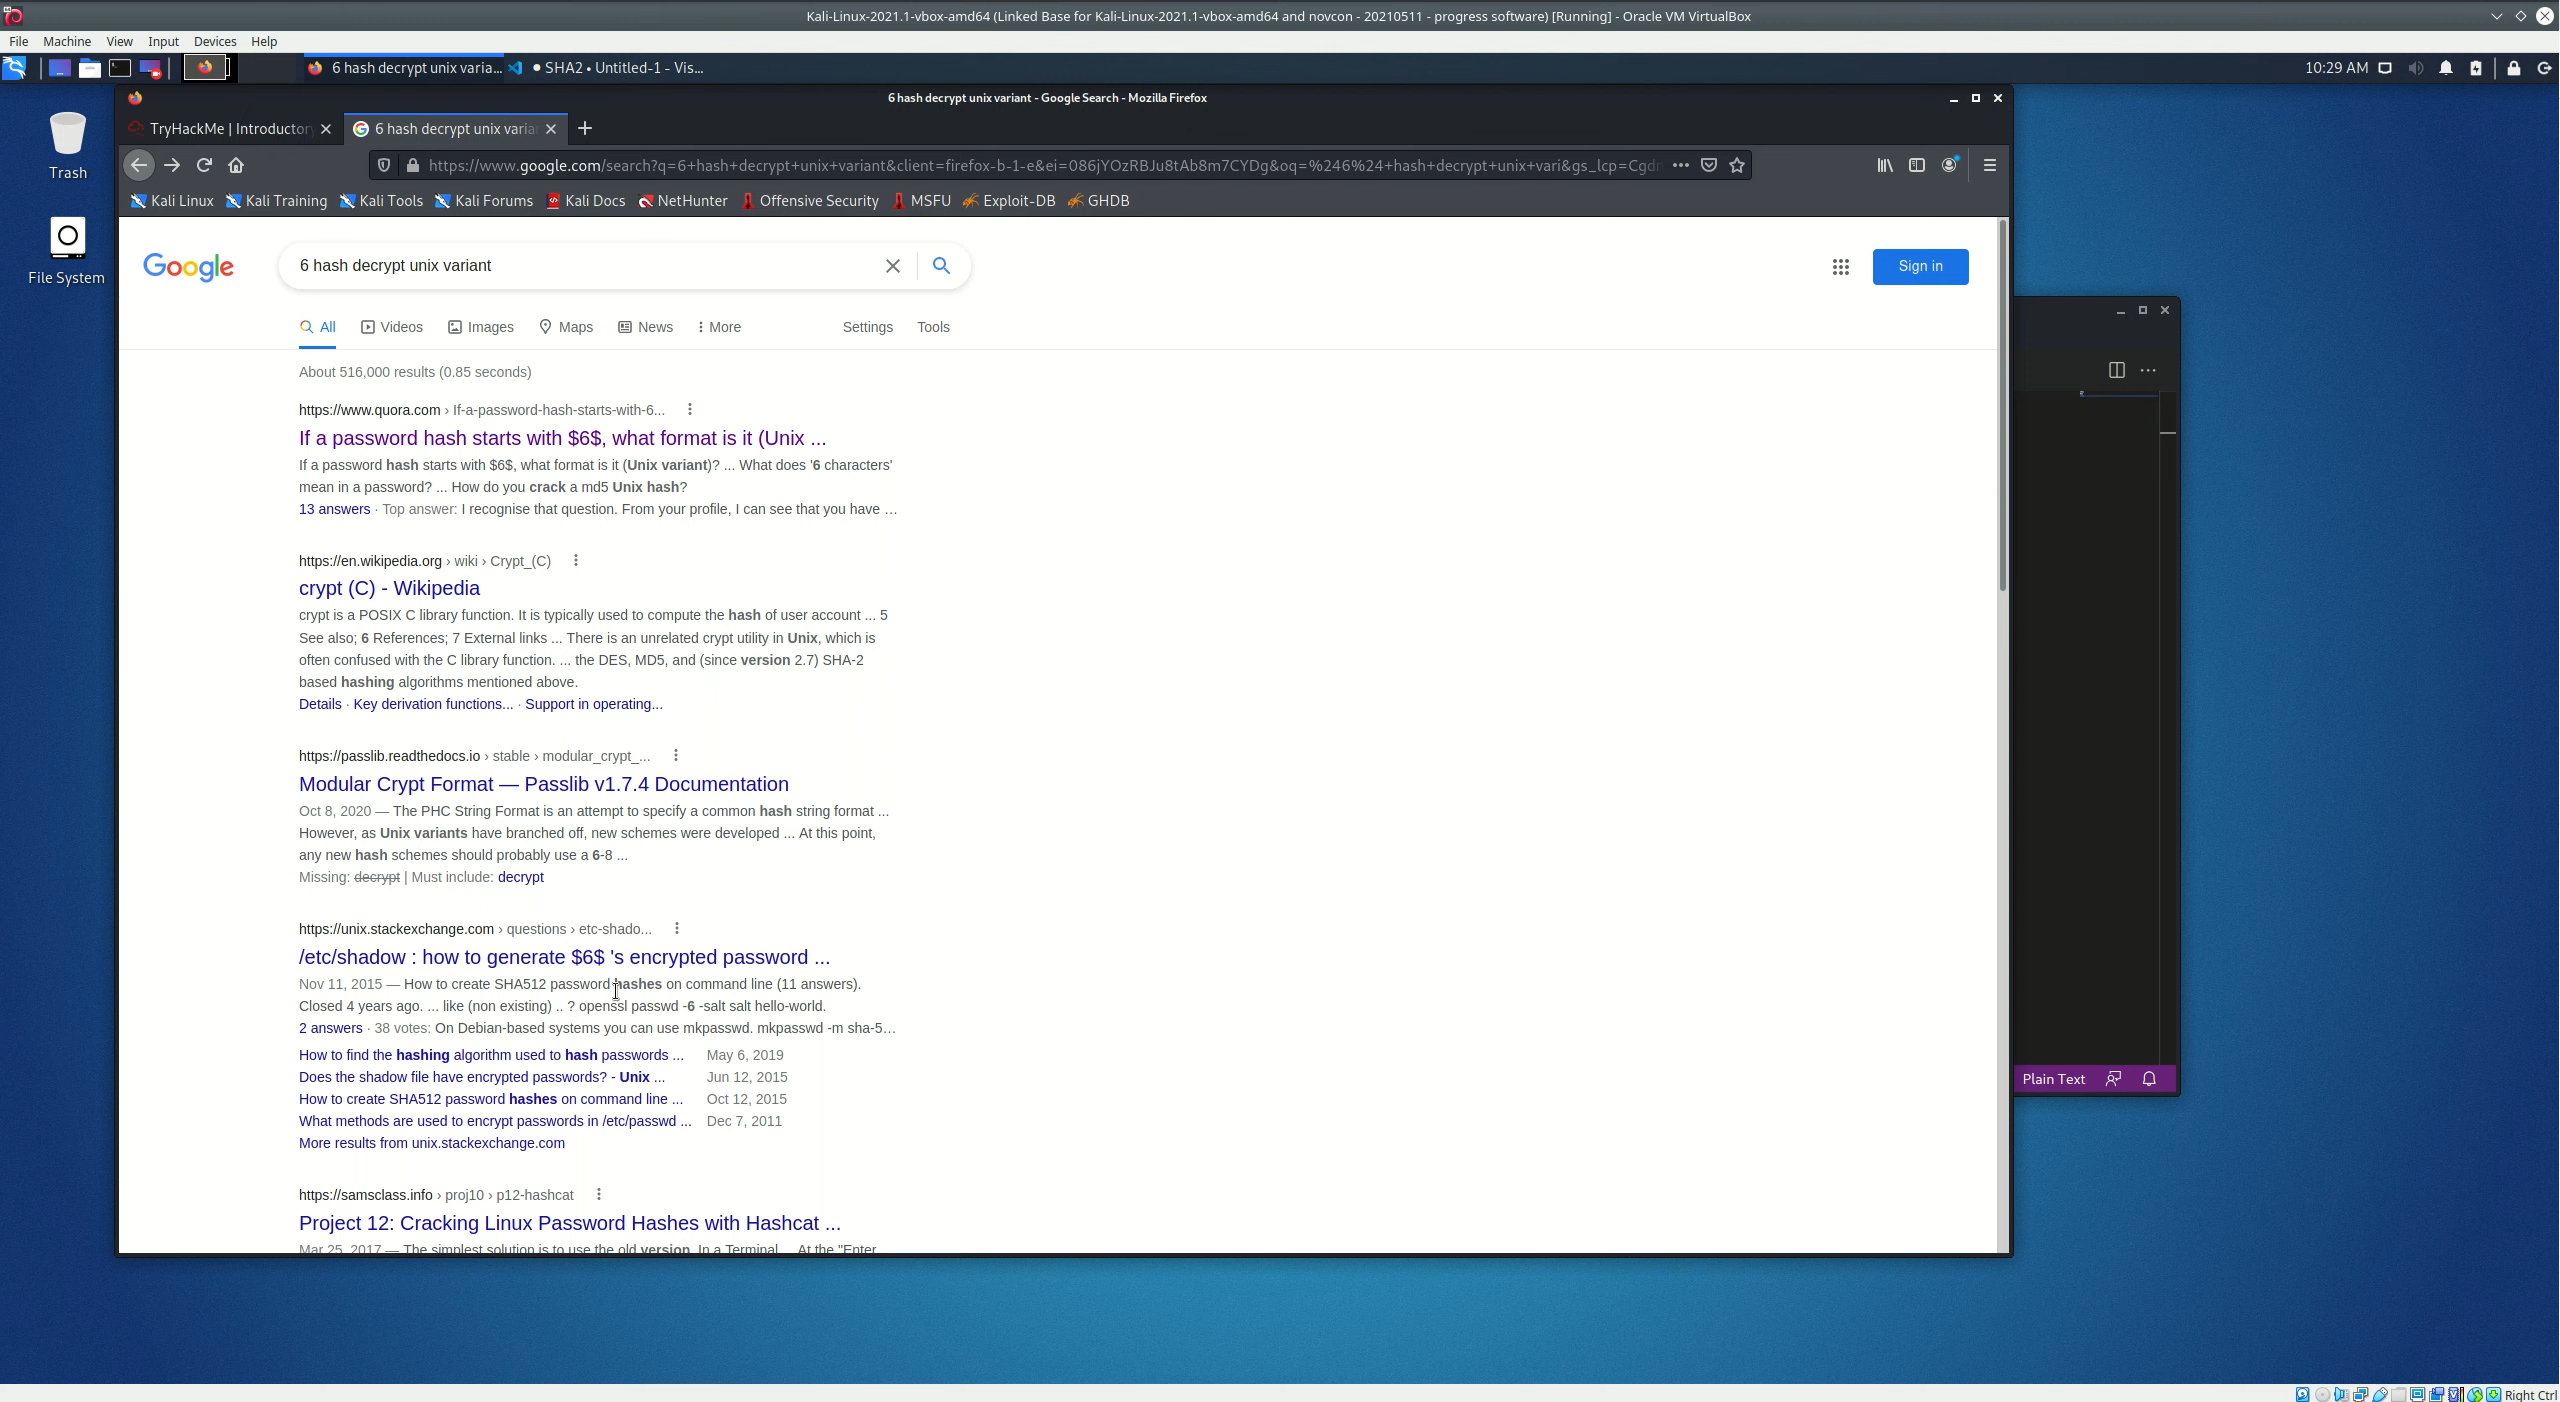 Kali-Linux-2021.1-vbox-amd64 (Linked Base for Kali-Linux-2021.1-vbox-amd64 and novcon - 20210511 - progress software) [Running] - Oracle VM VirtualBox
File Machine View Input Devices Help
6 hash decrypt unix varia... ● SHA2 • Untitled-1 - Vis... 10:29 AM
6 hash decrypt unix variant - Google Search - Mozilla Firefox
TryHackMe | Introductor 6 hash decrypt unix varia
https://www.google.com/search?q=6+hash+decrypt+unix+variant&client=firefox-b-1-e&ei=086jYOzRBJu8tAb8m7CYDg&oq=%246%24+hash+decrypt+unix+vari&gs_lcp=Cgd
Kali Linux Kali Training Kali Tools Kali Forums Kali Docs NetHunter Offensive Security MSFU Exploit-DB GHDB
Trash
File System
Google 6 hash decrypt unix variant Sign in
All Videos Images Maps News More Settings Tools
About 516,000 results (0.85 seconds)
https://www.quora.com › If-a-password-hash-starts-with-6...
If a password hash starts with $6$, what format is it (Unix ...
If a password hash starts with $6$, what format is it (Unix variant)? ... What does '6 characters'
mean in a password? ... How do you crack a md5 Unix hash?
13 answers · Top answer: I recognise that question. From your profile, I can see that you have ...
https://en.wikipedia.org › wiki › Crypt_(C)
crypt (C) - Wikipedia
crypt is a POSIX C library function. It is typically used to compute the hash of user account ... 5
See also; 6 References; 7 External links ... There is an unrelated crypt utility in Unix, which is
often confused with the C library function. ... the DES, MD5, and (since version 2.7) SHA-2
based hashing algorithms mentioned above.
Details · Key derivation functions... · Support in operating...
https://passlib.readthedocs.io › stable › modular_crypt_...
Modular Crypt Format — Passlib v1.7.4 Documentation
Oct 8, 2020 — The PHC String Format is an attempt to specify a common hash string format ...
However, as Unix variants have branched off, new schemes were developed ... At this point,
any new hash schemes should probably use a 6-8 ...
Missing: decrypt | Must include: decrypt
https://unix.stackexchange.com › questions › etc-shado...
/etc/shadow : how to generate $6$ 's encrypted password ...
Nov 11, 2015 — How to create SHA512 password hashes on command line (11 answers).
Closed 4 years ago. ... like (non existing) .. ? openssl passwd -6 -salt salt hello-world.
2 answers · 38 votes: On Debian-based systems you can use mkpasswd. mkpasswd -m sha-5...
How to find the hashing algorithm used to hash passwords ... May 6, 2019
Does the shadow file have encrypted passwords? - Unix ... Jun 12, 2015
How to create SHA512 password hashes on command line ... Oct 12, 2015
What methods are used to encrypt passwords in /etc/passwd ... Dec 7, 2011
More results from unix.stackexchange.com
Plain Text
https://samsclass.info › proj10 › p12-hashcat
Project 12: Cracking Linux Password Hashes with Hashcat ...
Mar 25, 2017 — The simplest solution is to use the old version. In a Terminal ... At the "Enter
Right Ctrl